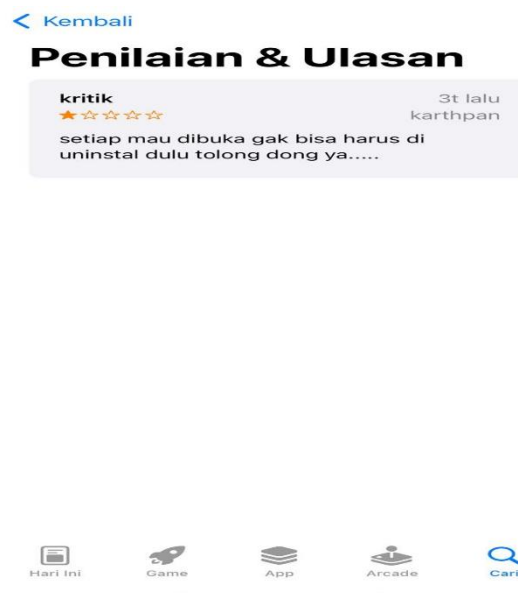 Kembali
Penilaian & Ulasan
kritik
3t lalu
karthpan
setiap mau dibuka gak bisa harus di
uninstal dulu tolong dong ya.....
Hari Ini
Game
App
Arcade
Cari